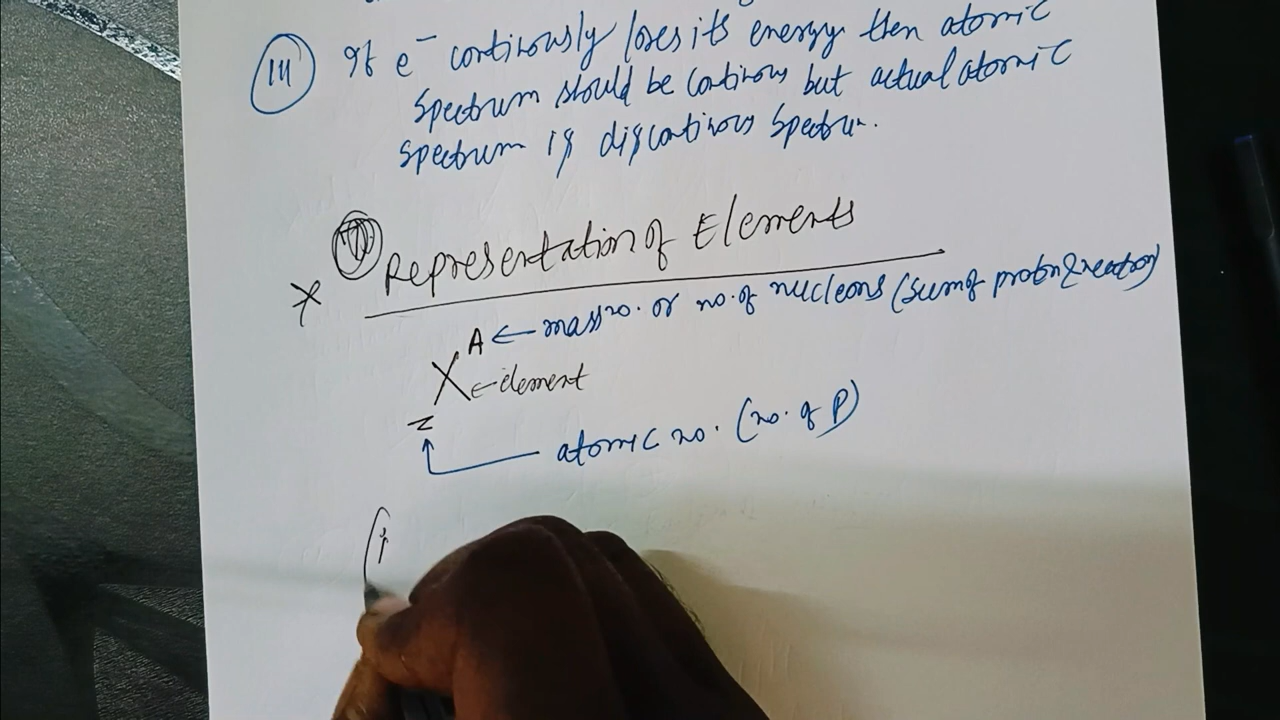 (III) If e⁻ continously loses its energy then atomic
spectrum should be continous but actual atomic
spectrum is discontinous spectrum.
* Representation of Elements
A ← mass no. or no. of nucleons (sum of proton & neutron)
X ← element
Z
atomic no. (no. of P)
(i